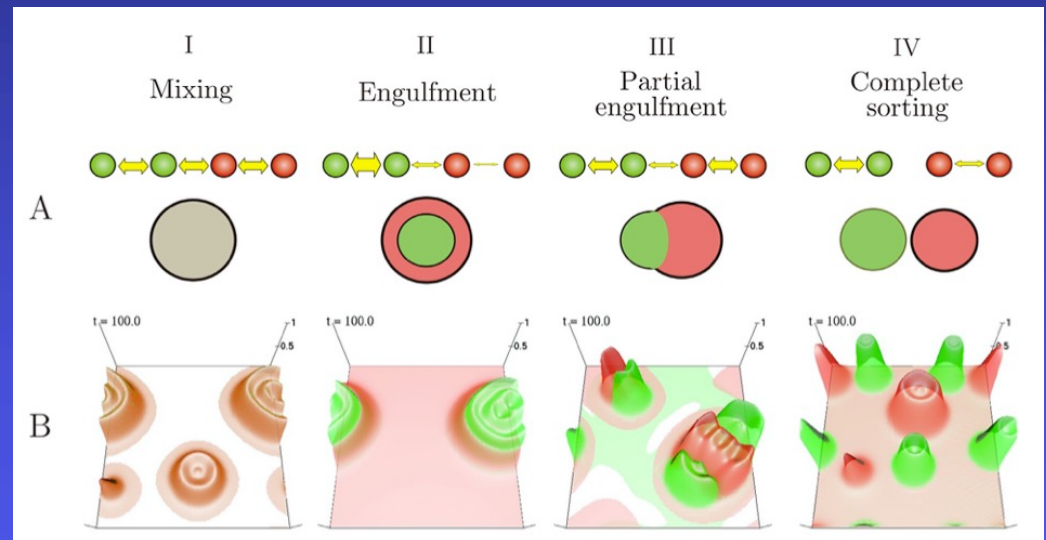 I
II
III
IV
Mixing
Engulfment
Partial
engulfment
Complete
sorting
A
t = 100.0
1
0.5
t = 100.0
1
0.5
t = 100.0
1
0.5
t = 100.0
1
0.5
B